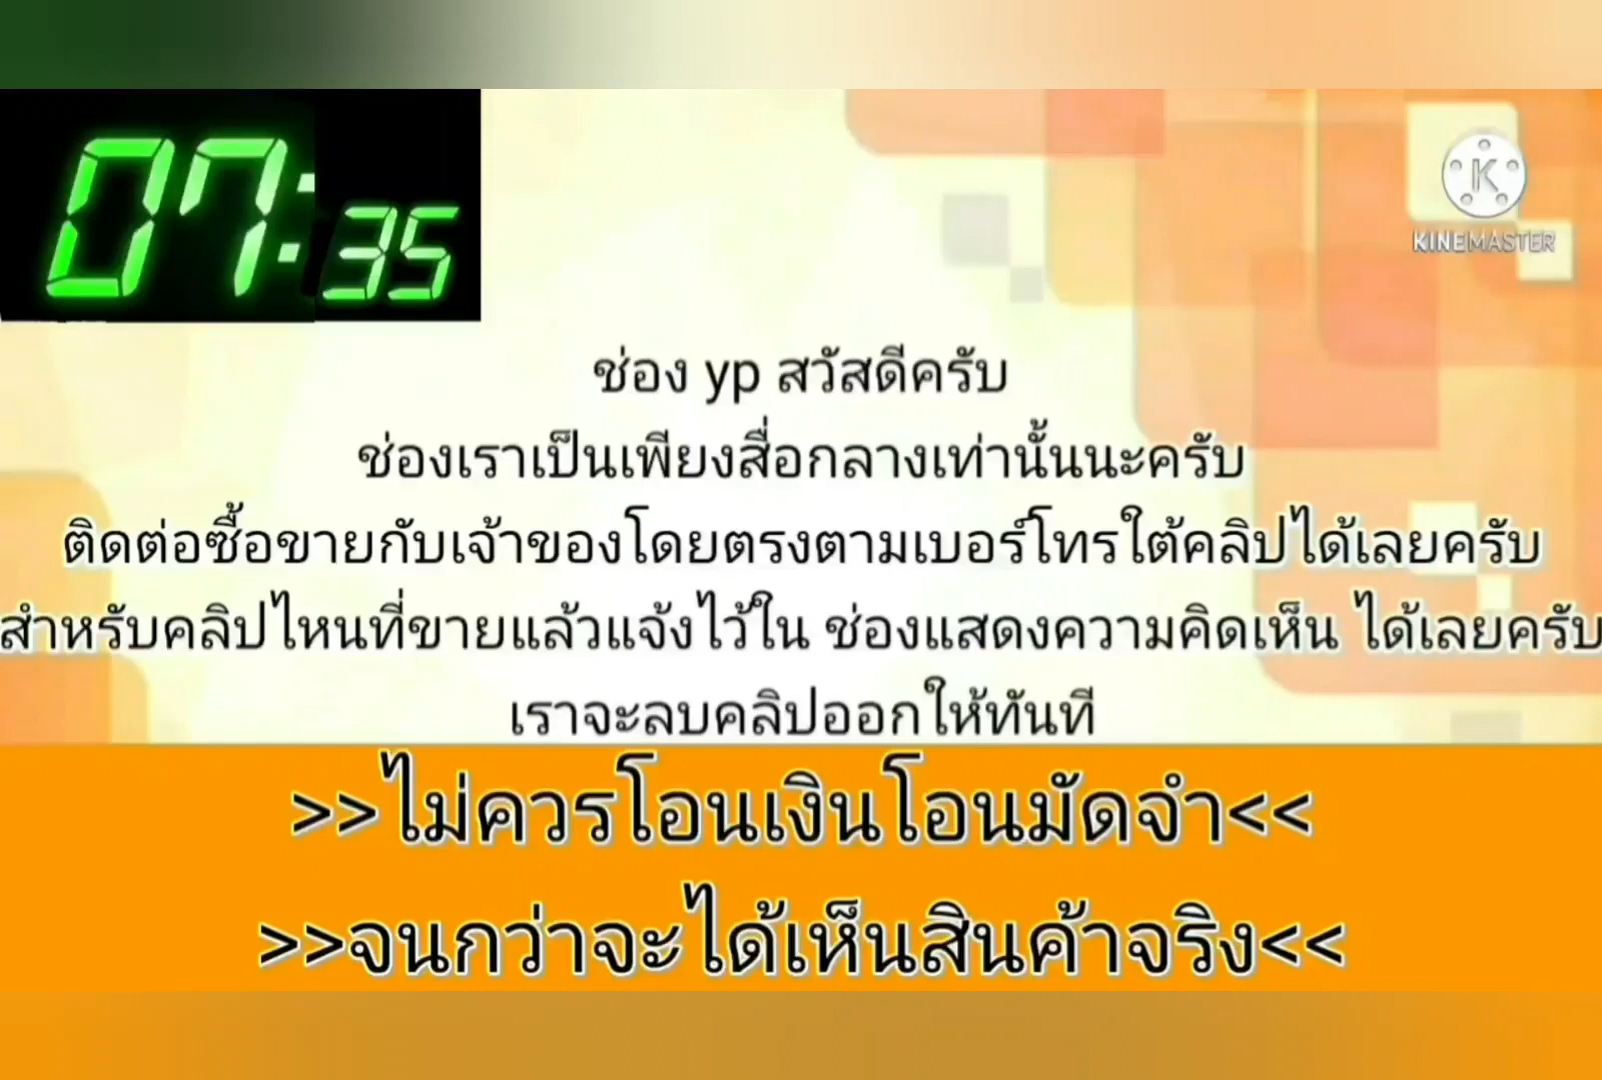 07:35
KINEMASTER
ช่อง yp สวัสดีครับ
ช่องเราเป็นเพียงสื่อกลางเท่านั้นนะครับ
ติดต่อซื้อขายกับเจ้าของโดยตรงตามเบอร์โทรใต้คลิปได้เลยครับ
สำหรับคลิปไหนที่ขายแล้วแจ้งไว้ใน ช่องแสดงความคิดเห็น ได้เลยครับ
เราจะลบคลิปออกให้ทันที
>>ไม่ควรโอนเงินโอนมัดจำ<<
>>จนกว่าจะได้เห็นสินค้าจริง<<